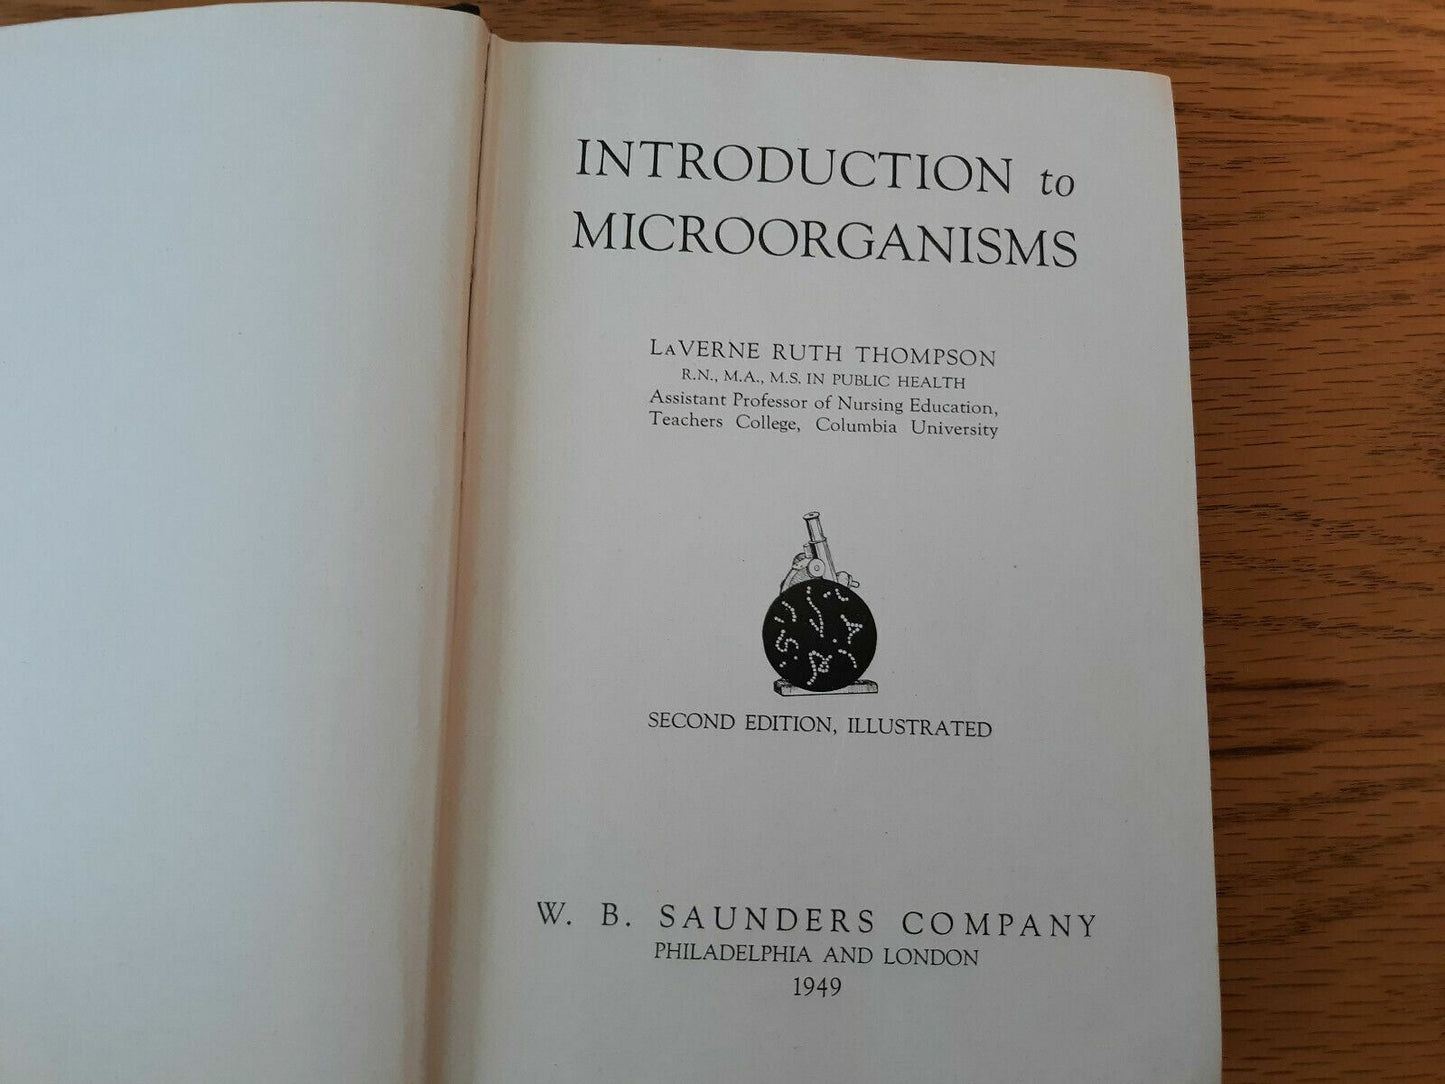 INTRODUCTION to
MICROORGANISMS
LAVERNE RUTH THOMPSON
R.N., M.A., M.S. IN PUBLIC HEALTH
Assistant Professor of Nursing Education,
Teachers College, Columbia University
SECOND EDITION, ILLUSTRATED
W. B. SAUNDERS COMPANY
PHILADELPHIA AND LONDON
1949